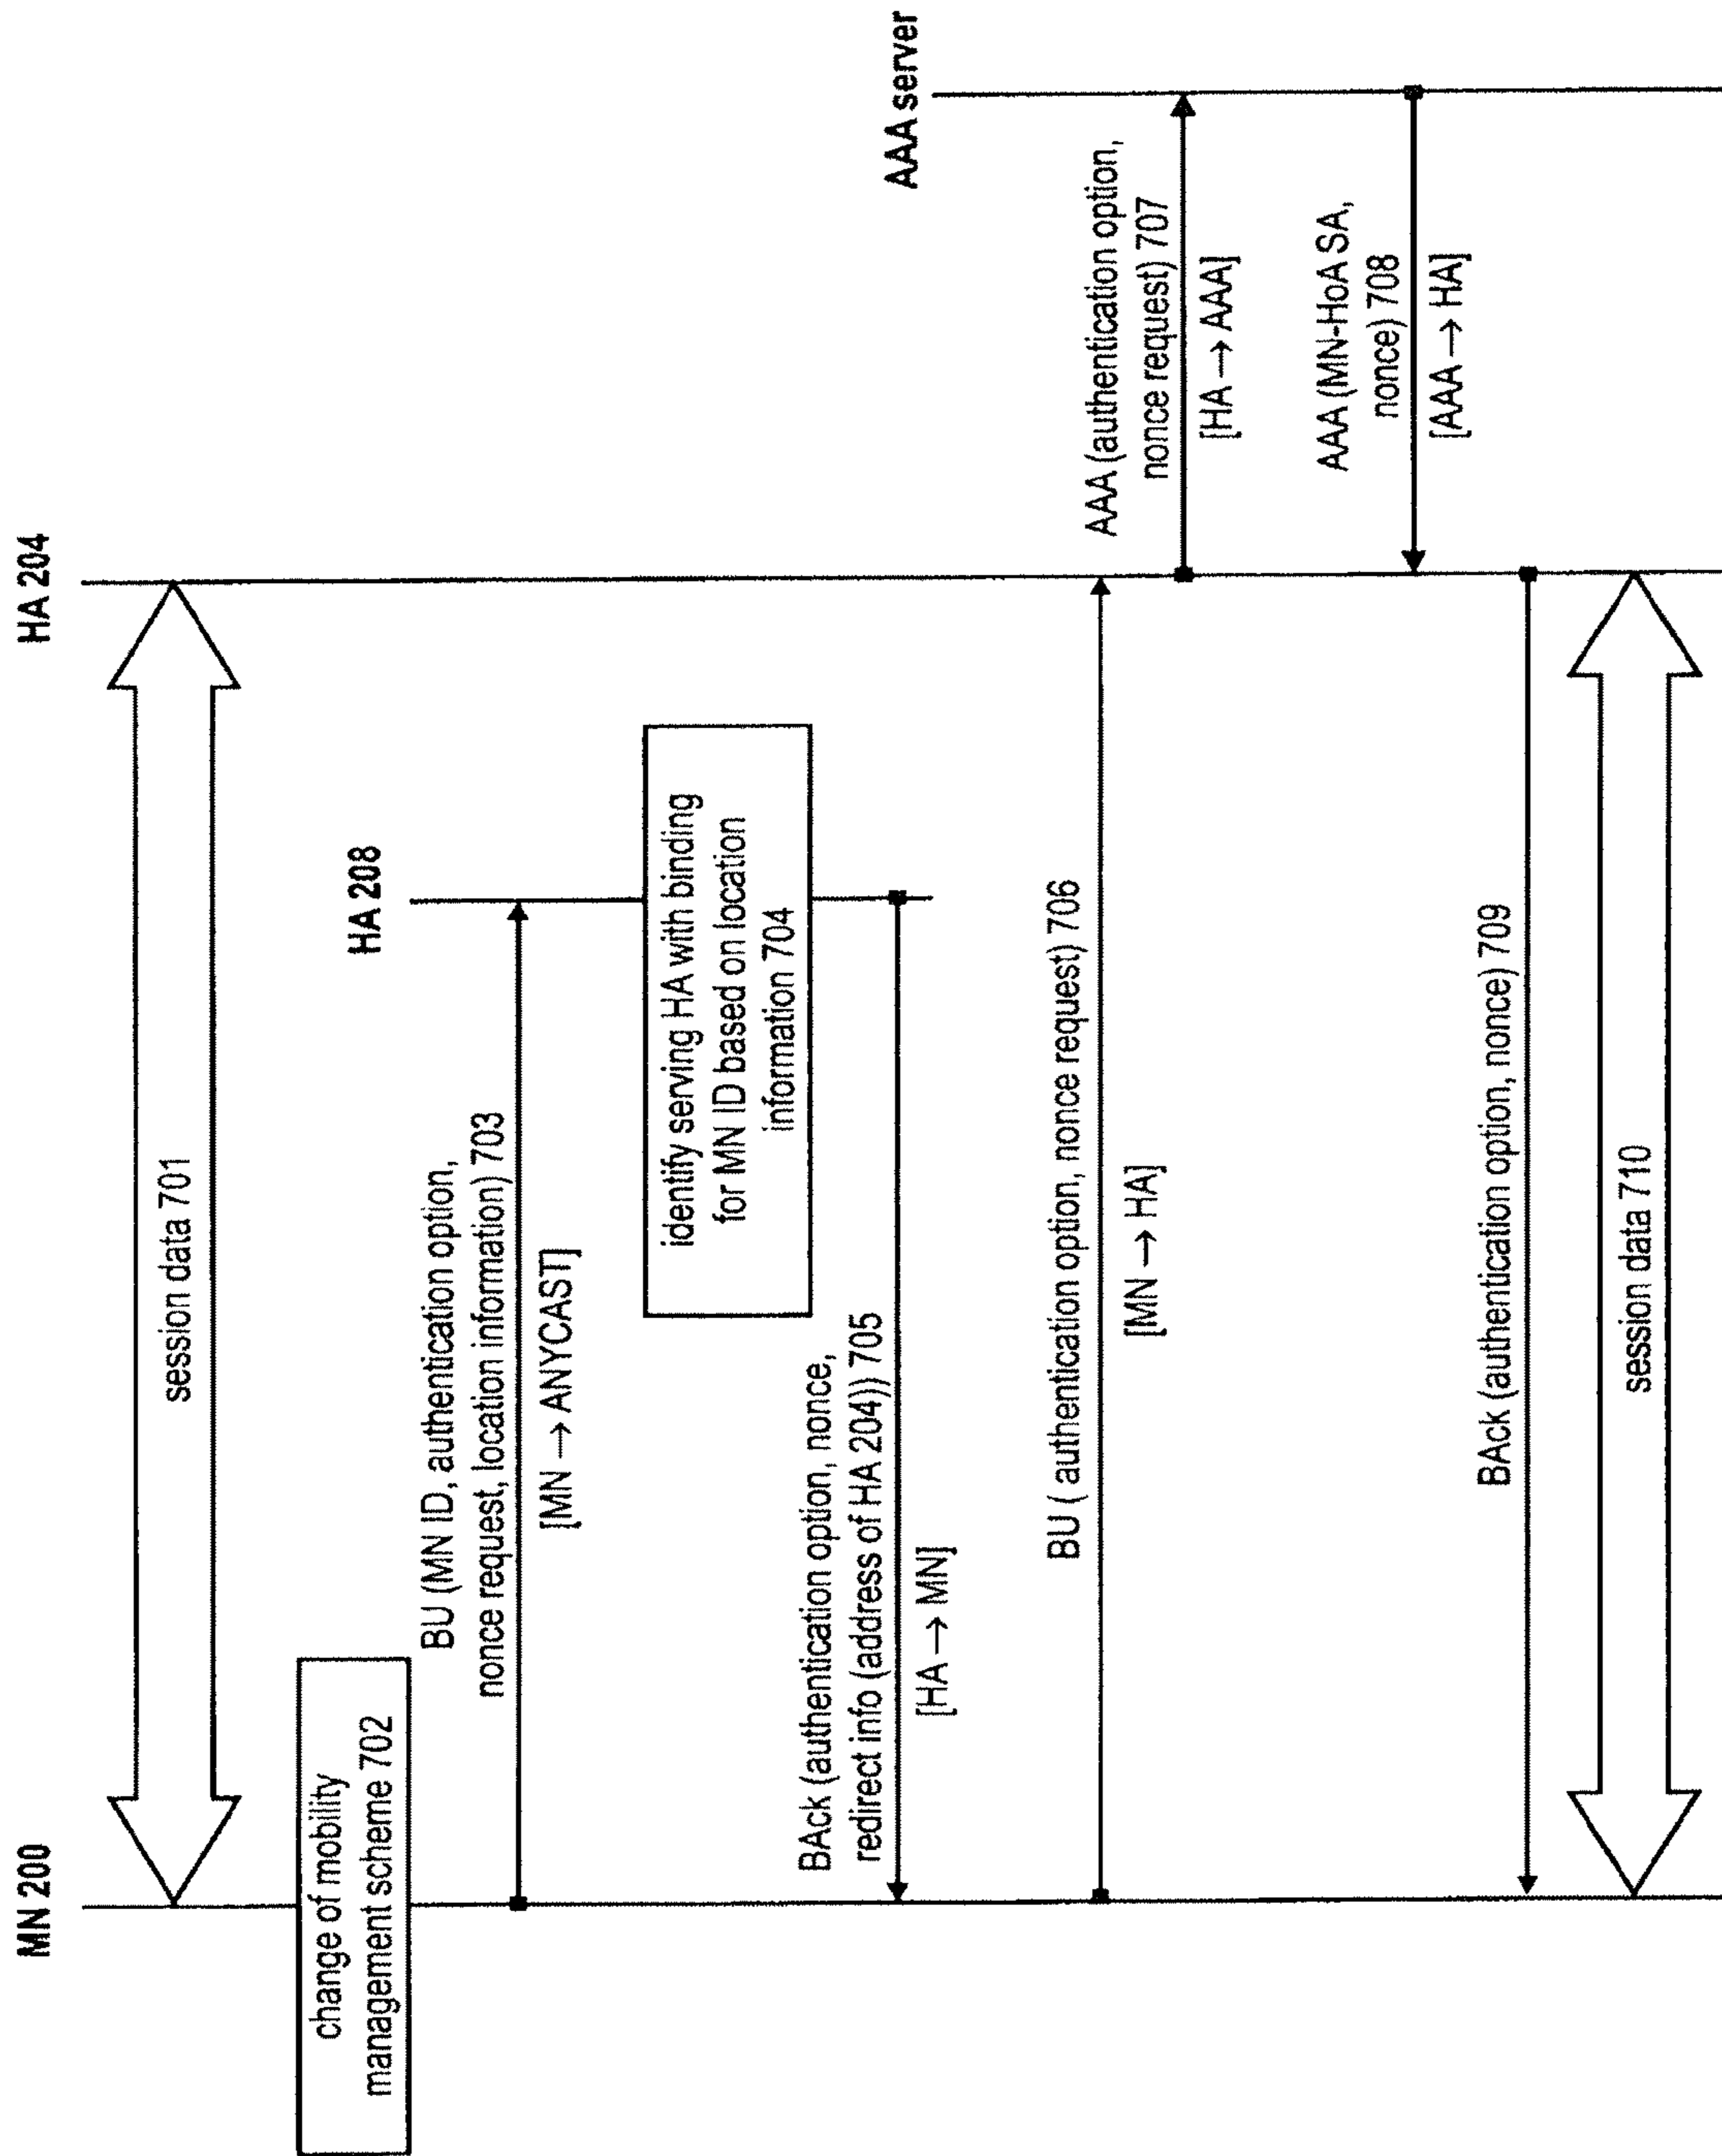 MN 200
HA 204
session data 701
change of mobility
management scheme 702
HA 208
BU (MN ID, authentication option,
nonce request, location information) 703
[MN → ANYCAST]
identify serving HA with binding
for MN ID based on location
information 704
BAck (authentication option, nonce,
redirect info (address of HA 204)) 705
[HA → MN]
AAA server
BU ( authentication option, nonce request) 706
[MN → HA]
AAA (authentication option,
nonce request) 707
[HA → AAA]
AAA (MN-HoA SA,
nonce) 708
[AAA → HA]
BAck (authentication option, nonce) 709
session data 710